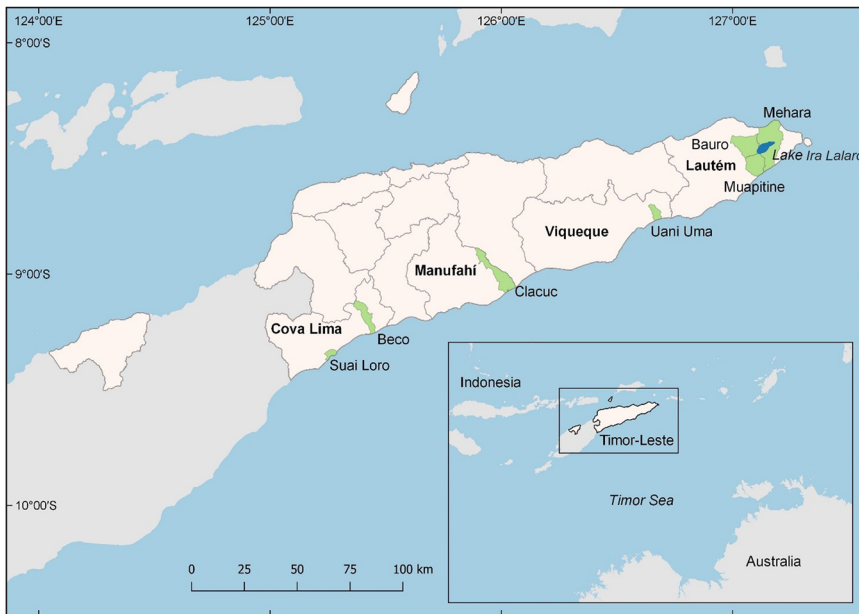 124°00'E
125°00'E
126°00'E
127°00'E
8°00'S
9°00'S
10°00'S
Mehara
Bauro
Lake Ira Lalaro
Lautém
Muapitine
Viqueque
Uani Uma
Manufahí
Clacuc
Cova Lima
Beco
Suai Loro
0 25 50 75 100 km
Indonesia
Timor-Leste
Timor Sea
Australia